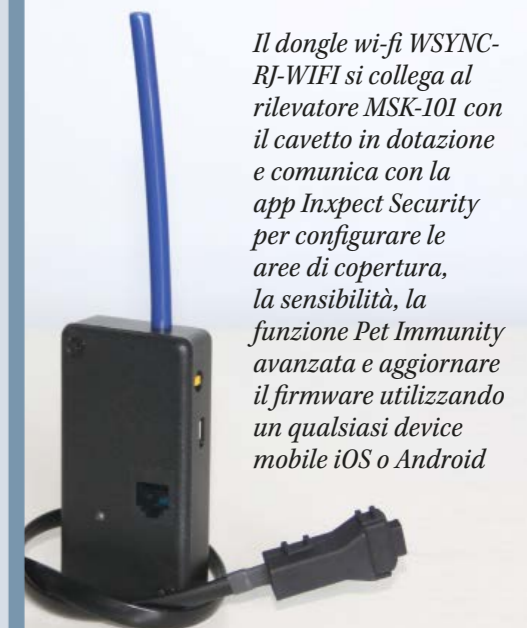 Il dongle wi-fi WSYNC-
RJ-WIFI si collega al
rilevatore MSK-101 con
il cavetto in dotazione
e comunica con la
app Inxpect Security
per configurare le
aree di copertura,
la sensibilità, la
funzione Pet Immunity
avanzata e aggiornare
il firmware utilizzando
un qualsiasi device
mobile iOS o Android